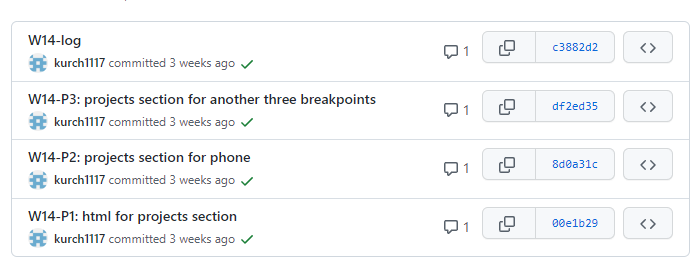 W14-log
kurch1117 committed 3 weeks ago
1
c3882d2
W14-P3: projects section for another three breakpoints
kurch1117 committed 3 weeks ago
1
df2ed35
W14-P2: projects section for phone
kurch1117 committed 3 weeks ago
1
8d0a31c
W14-P1: html for projects section
kurch1117 committed 3 weeks ago
1
00e1b29